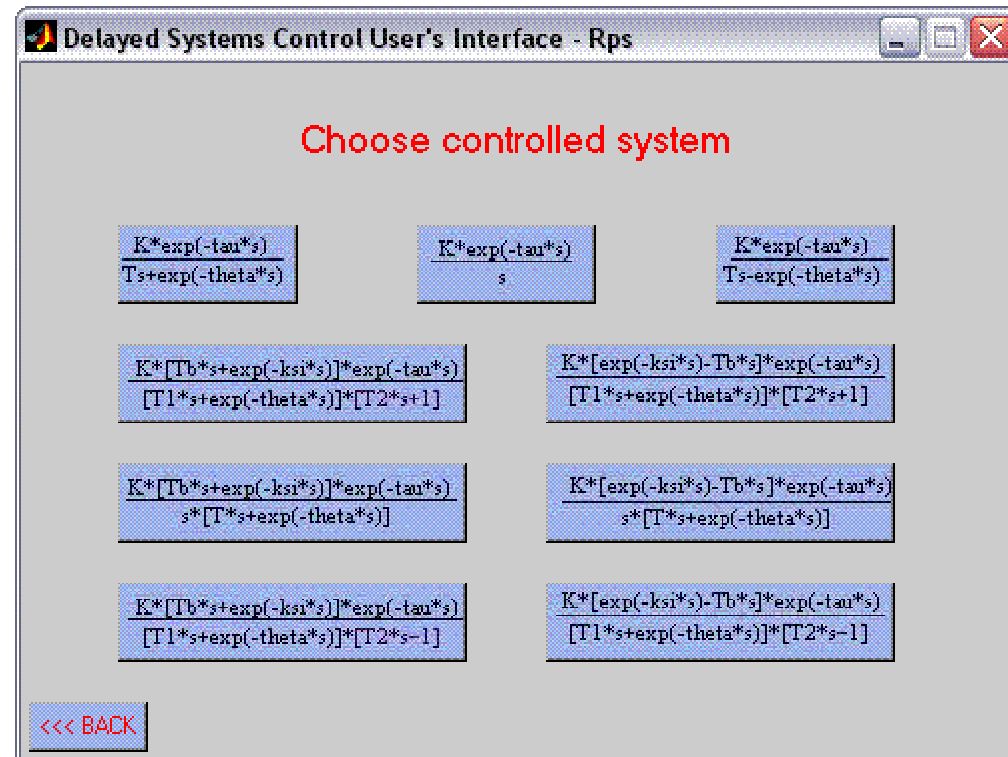 Delayed Systems Control User's Interface - Rps
Choose controlled system
K*exp(-tau*s)
Ts+exp(-theta*s)
K*exp(-tau*s)
s
K*exp(-tau*s)
Ts-exp(-theta*s)
K*[Tb*s+exp(-ksi*s)]*exp(-tau*s)
[T1*s+exp(-theta*s)]*[T2*s+1]
K*[exp(-ksi*s)-Tb*s]*exp(-tau*s)
[T1*s+exp(-theta*s)]*[T2*s+1]
K*[Tb*s+exp(-ksi*s)]*exp(-tau*s)
s*[T*s+exp(-theta*s)]
K*[exp(-ksi*s)-Tb*s]*exp(-tau*s)
s*[T*s+exp(-theta*s)]
K*[Tb*s+exp(-ksi*s)]*exp(-tau*s)
[T1*s+exp(-theta*s)]*[T2*s-1]
K*[exp(-ksi*s)-Tb*s]*exp(-tau*s)
[T1*s+exp(-theta*s)]*[T2*s-1]
<<< BACK